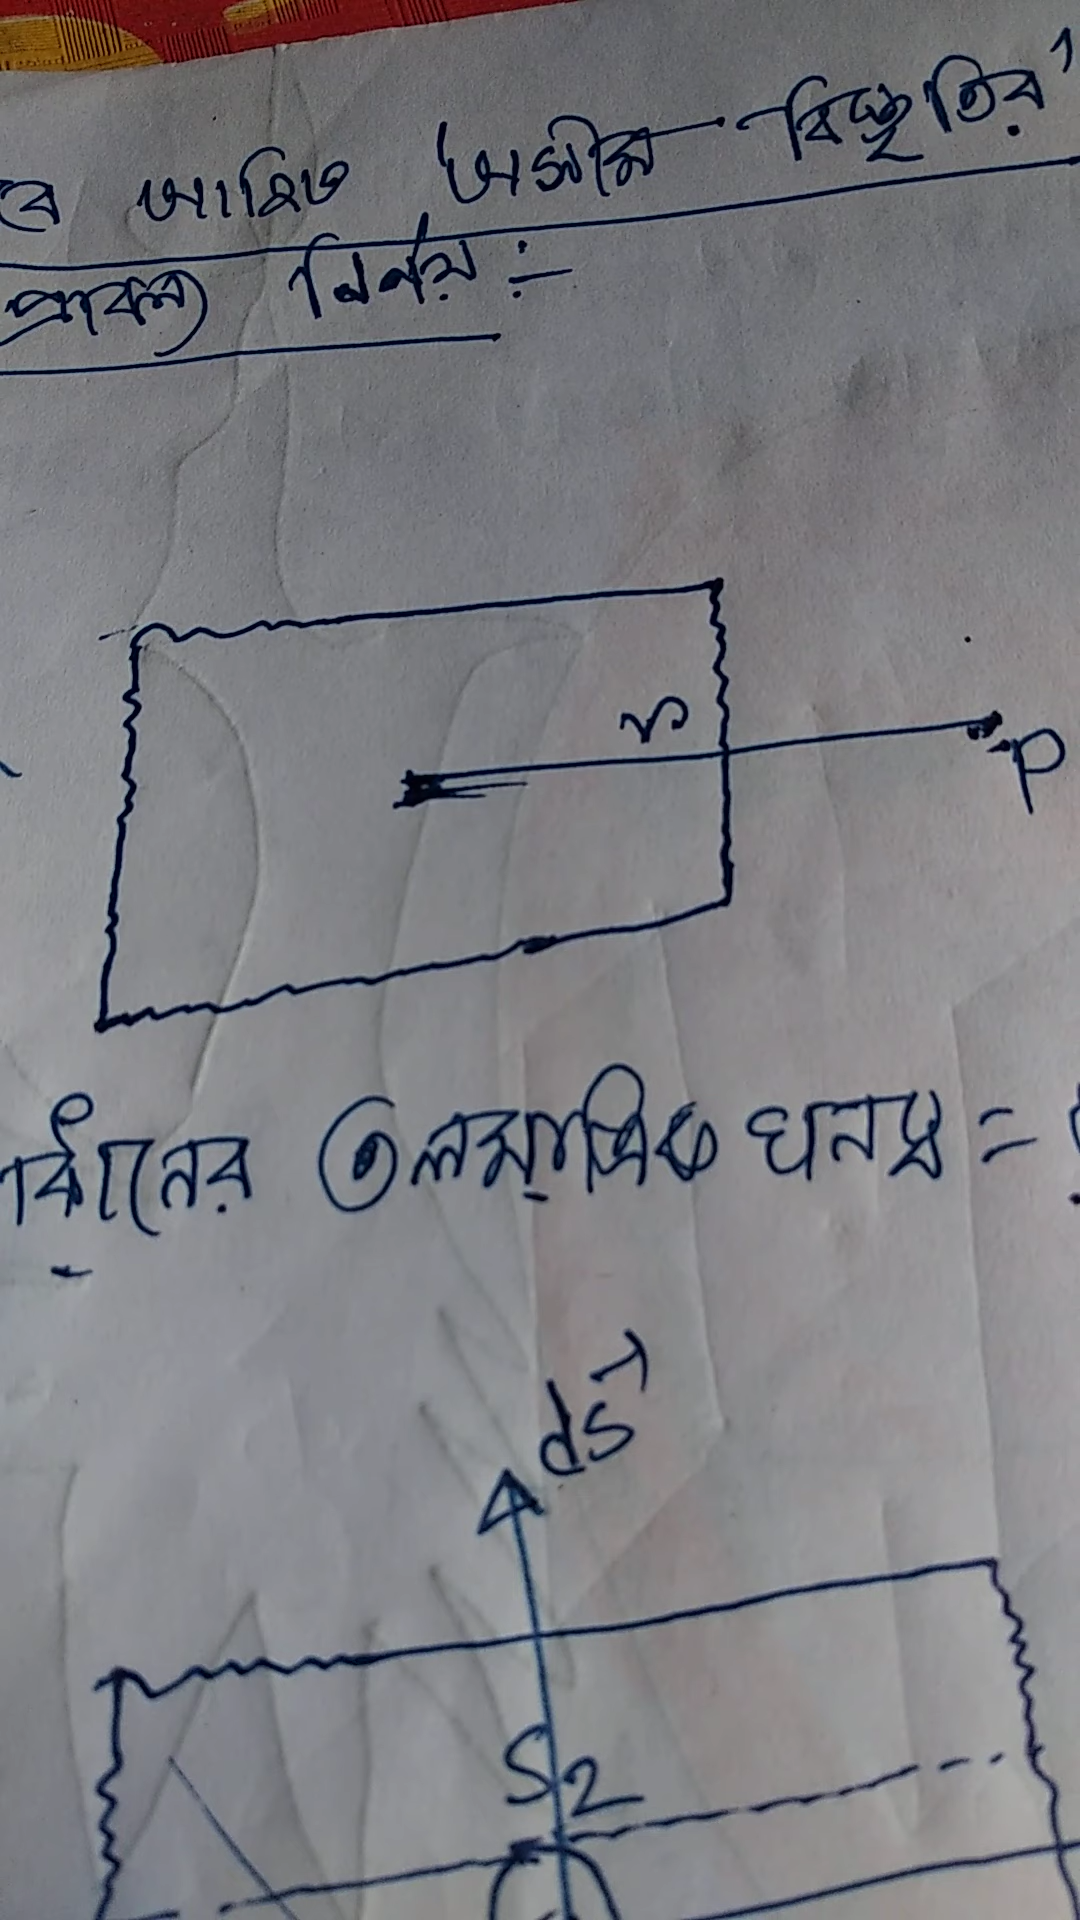 আহিত অসীম বিস্তৃতির
প্রাবল্য নির্ণয় :-
r
P
তলমাত্রিক ঘনত্ব =
ds→
S2